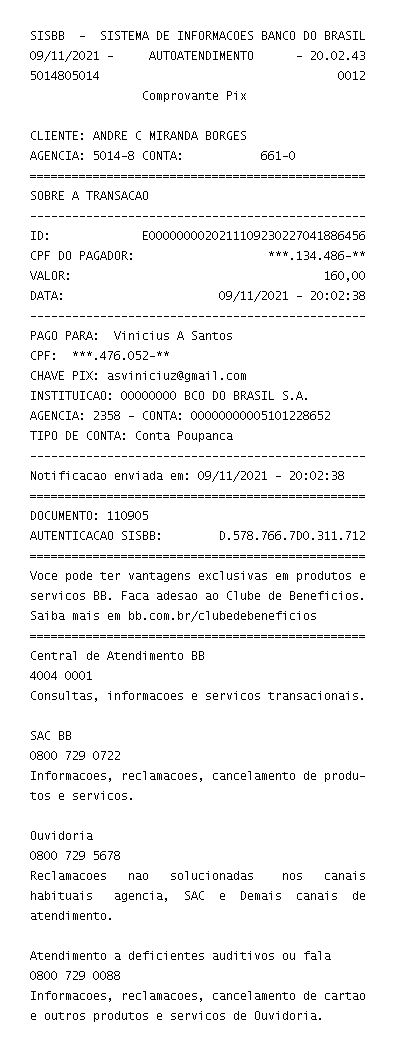 SISBB - SISTEMA DE INFORMACOES BANCO DO BRASIL
09/11/2021 - AUTOATENDIMENTO - 20.02.43
5014805014 0012
Comprovante Pix
CLIENTE: ANDRE C MIRANDA BORGES
AGENCIA: 5014-8 CONTA: 661-0
================================================
SOBRE A TRANSACAO
------------------------------------------------
ID: E00000000202111092302270418864​56
CPF DO PAGADOR: ***.134.486-**
VALOR: 160,00
DATA: 09/11/2021 - 20:02:38
------------------------------------------------
PAGO PARA: Vinicius A Santos
CPF: ***.476.052-**
CHAVE PIX: asviniciuz@gmail.com
INSTITUICAO: 00000000 BCO DO BRASIL S.A.
AGENCIA: 2358 - CONTA: 00000000005101228652
TIPO DE CONTA: Conta Poupanca
------------------------------------------------
Notificacao enviada em: 09/11/2021 - 20:02:38
================================================
DOCUMENTO: 110905
AUTENTICACAO SISBB: D.578.766.7D0.311.712
================================================
Voce pode ter vantagens exclusivas em produtos e
servicos BB. Faca adesao ao Clube de Beneficios.
Saiba mais em bb.com.br/clubedebeneficios
================================================
Central de Atendimento BB
4004 0001
Consultas, informacoes e servicos transacionais.
SAC BB
0800 729 0722
Informacoes, reclamacoes, cancelamento de produ-
tos e servicos.
Ouvidoria
0800 729 5678
Reclamacoes nao solucionadas nos canais
habituais agencia, SAC e Demais canais de
atendimento.
Atendimento a deficientes auditivos ou fala
0800 729 0088
Informacoes, reclamacoes, cancelamento de cartao
e outros produtos e servicos de Ouvidoria.